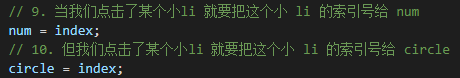 // 9. 当我们点击了某个小li 就要把这个小 li 的索引号给 num
num = index;
// 10. 但我们点击了某个小li 就要把这个小 li 的索引号给 circle
circle = index;